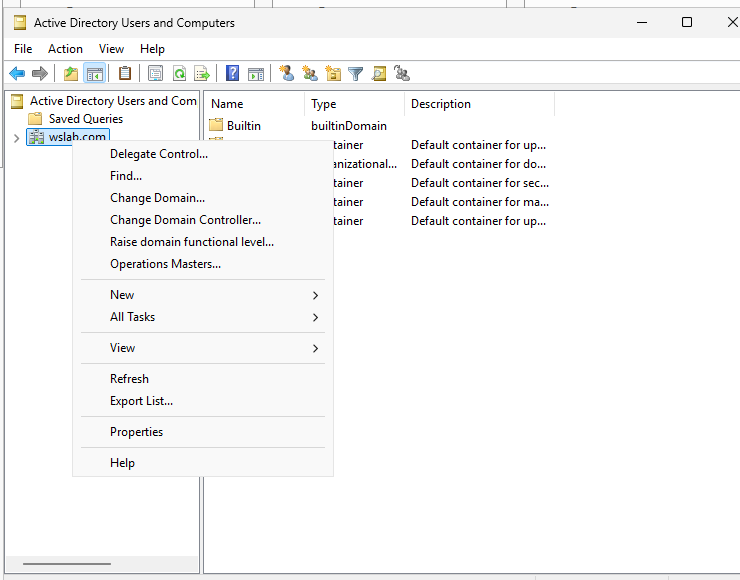 Active Directory Users and Computers
File Action View Help
Active Directory Users and Com
Saved Queries
wslab.com
Name Type Description
Builtin builtinDomain
tainer Default container for up...
anizational... Default container for do...
tainer Default container for sec...
tainer Default container for ma...
tainer Default container for up...
Delegate Control...
Find...
Change Domain...
Change Domain Controller...
Raise domain functional level...
Operations Masters...
New
All Tasks
View
Refresh
Export List...
Properties
Help